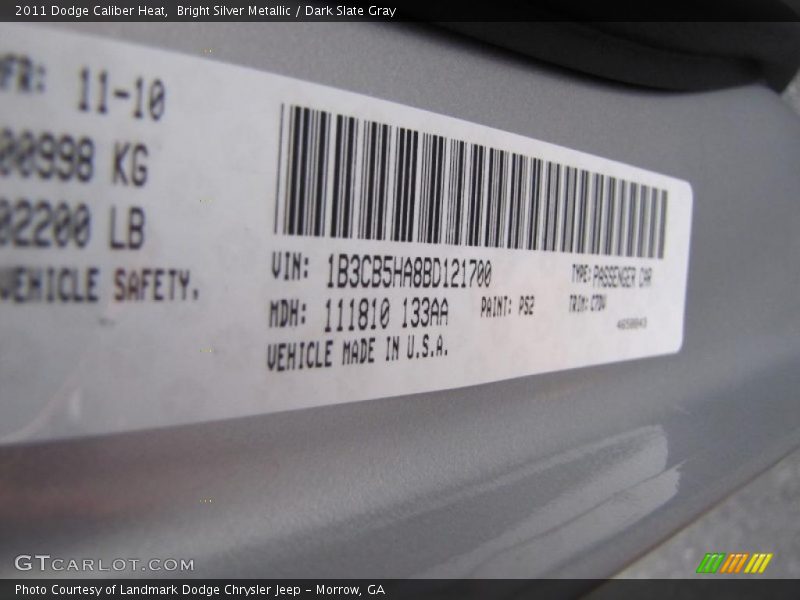 2011 Dodge Caliber Heat, Bright Silver Metallic / Dark Slate Gray
FR: 11-10
00998 KG
02200 LB
VEHICLE SAFETY.
VIN: 1B3CB5HA8BD121700
TYPE: PASSENGER CAR
MDH: 111810 133AA
PAINT: PS2
TRIM:
VEHICLE MADE IN U.S.A.
GTCARLOT.COM
Photo Courtesy of Landmark Dodge Chrysler Jeep – Morrow, GA